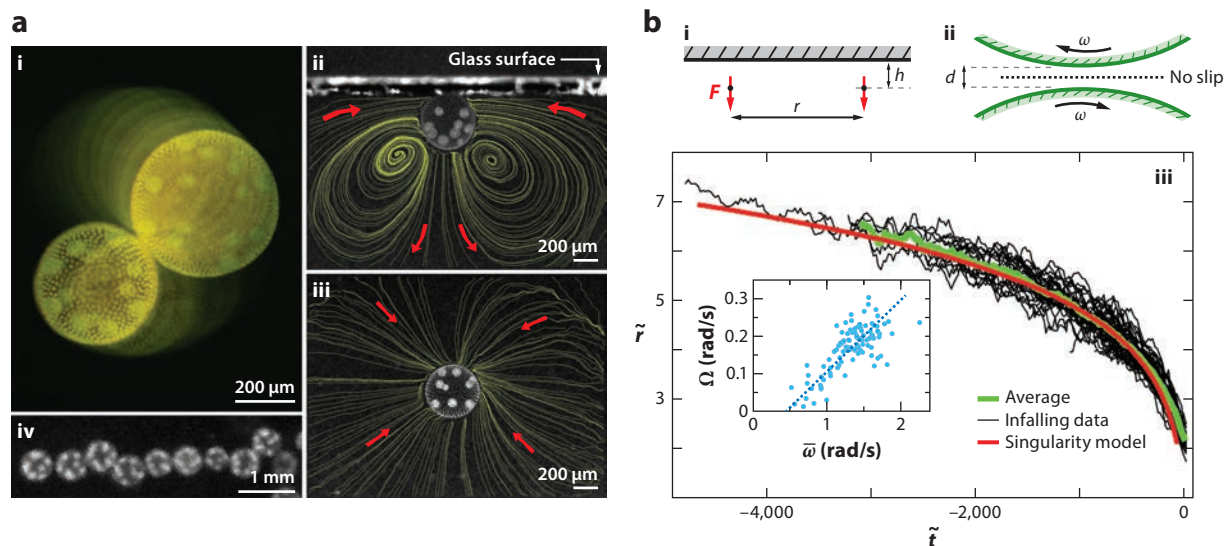 a
i
200 µm
ii
Glass surface
200 µm
iii
200 µm
iv
1 mm
b
i
F
h
r
ii
ω
d
No slip
ω
iii
7
5
3
r̃
−4,000
−2,000
0
t̃
0.3
0.2
0.1
0
Ω (rad/s)
0
1
2
ω̅ (rad/s)
Average
Infalling data
Singularity model